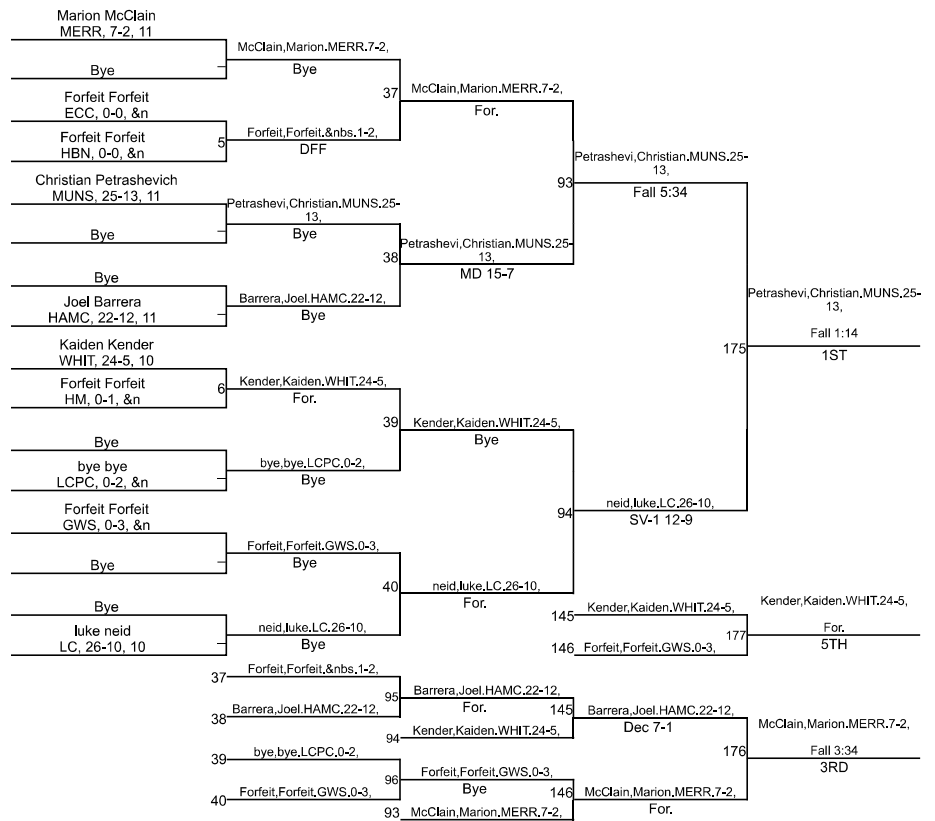 Marion McClain
MERR, 7-2, 11
McClain,Marion.MERR.7-2,
Bye
Bye
37
McClain,Marion.MERR.7-2,
For.
Forfeit Forfeit
ECC, 0-0, &n
5
Forfeit,Forfeit.&nbs.1-2,
DFF
Forfeit Forfeit
HBN, 0-0, &n
93
Petrashevi,Christian.MUNS.25-
13,
Fall 5:34
Christian Petrashevich
MUNS, 25-13, 11
Petrashevi,Christian.MUNS.25-
13,
Bye
Bye
38
Petrashevi,Christian.MUNS.25-
13,
MD 15-7
Bye
Barrera,Joel.HAMC.22-12,
Bye
Joel Barrera
HAMC, 22-12, 11
175
Petrashevi,Christian.MUNS.25-
13,
Fall 1:14
1ST
Kaiden Kender
WHIT, 24-5, 10
6
Kender,Kaiden.WHIT.24-5,
For.
Forfeit Forfeit
HM, 0-1, &n
39
Kender,Kaiden.WHIT.24-5,
Bye
Bye
bye,bye.LCPC.0-2,
Bye
bye bye
LCPC, 0-2, &n
94
neid,luke.LC.26-10,
SV-1 12-9
Forfeit Forfeit
GWS, 0-3, &n
Forfeit,Forfeit.GWS.0-3,
Bye
Bye
40
neid,luke.LC.26-10,
For.
Bye
neid,luke.LC.26-10,
Bye
luke neid
LC, 26-10, 10
145
Kender,Kaiden.WHIT.24-5,
146
Forfeit,Forfeit.GWS.0-3,
177
Kender,Kaiden.WHIT.24-5,
For.
5TH
37
Forfeit,Forfeit.&nbs.1-2,
38
Barrera,Joel.HAMC.22-12,
95
Barrera,Joel.HAMC.22-12,
For.
94
Kender,Kaiden.WHIT.24-5,
145
Barrera,Joel.HAMC.22-12,
Dec 7-1
39
bye,bye.LCPC.0-2,
40
Forfeit,Forfeit.GWS.0-3,
96
Forfeit,Forfeit.GWS.0-3,
Bye
93
McClain,Marion.MERR.7-2,
146
McClain,Marion.MERR.7-2,
For.
176
McClain,Marion.MERR.7-2,
Fall 3:34
3RD